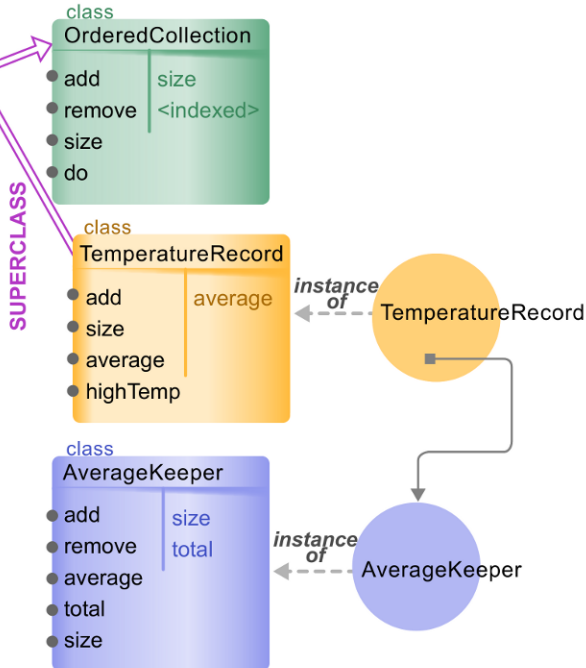 class
OrderedCollection
add
size
remove
<indexed>
size
do
SUPERCLASS
class
TemperatureRecord
add
average
size
average
highTemp
instance
of
TemperatureRecord
class
AverageKeeper
add
size
remove
total
average
total
size
instance
of
AverageKeeper